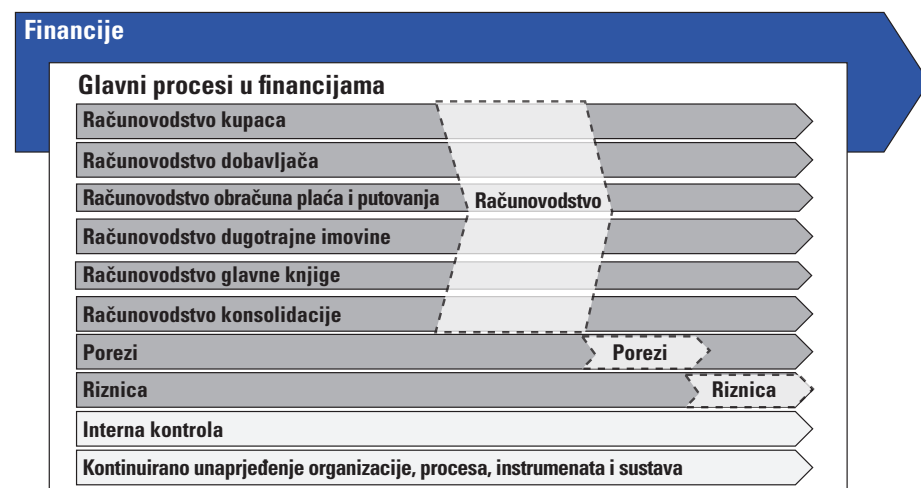 Financije
Glavni procesi u financijama
Računovodstvo kupaca
Računovodstvo dobavljača
Računovodstvo obračuna plaća i putovanja
Računovodstvo
Računovodstvo dugotrajne imovine
Računovodstvo glavne knjige
Računovodstvo konsolidacije
Porezi
Porezi
Riznica
Riznica
Interna kontrola
Kontinuirano unaprjeđenje organizacije, procesa, instrumenata i sustava